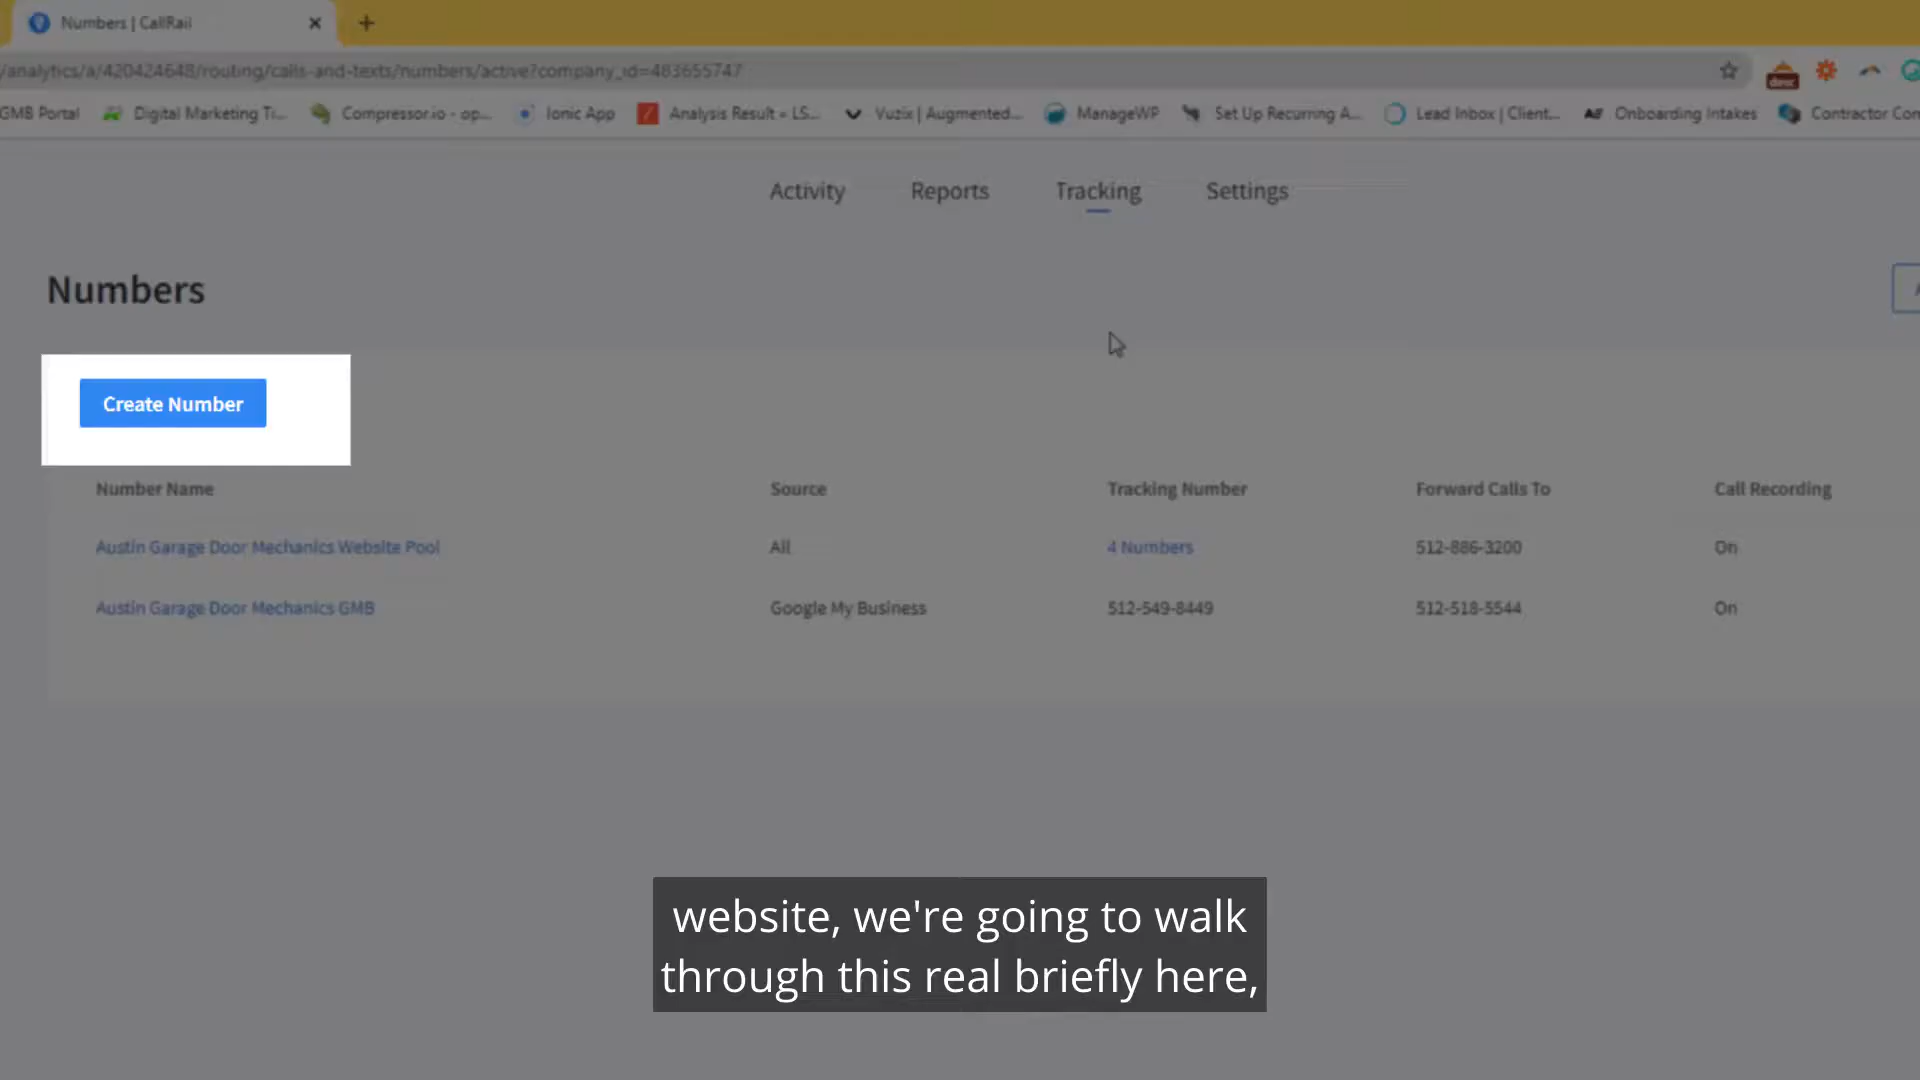 Numbers | CallRail
/analytics/a/420424648/routing/calls-and-texts/numbers/active?company_id=483655747
GMB Portal Digital Marketing Ti... Compressor.io - op... Ionic App Analysis Result « LS... Vuzix | Augmented... ManageWP Set Up Recurring A... Lead Inbox | Client... Onboarding Intakes Contractor Con
Activity Reports Tracking Settings
Numbers
Create Number
Number Name Source Tracking Number Forward Calls To Call Recording
Austin Garage Door Mechanics Website Pool All 4 Numbers 512-886-3200 On
Austin Garage Door Mechanics GMB Google My Business 512-549-8449 512-518-5544 On
website, we're going to walk
through this real briefly here,